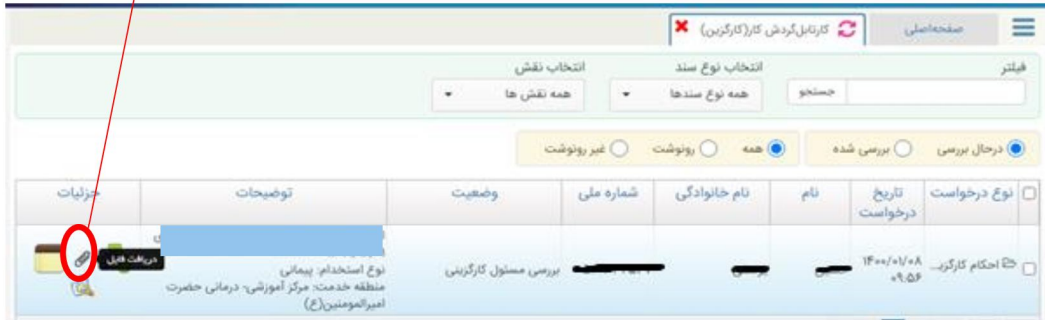 صفحه‌اصلی
کارتابل‌گردش کار(کارگزین)
فیلتر
انتخاب نوع سند
انتخاب نقش
جستجو
همه نوع سندها
همه نقش ها
درحال بررسی
بررسی شده
همه
رونوشت
غیر رونوشت
نوع درخواست
تاریخ درخواست
نام
نام خانوادگی
شماره ملی
وضعیت
توضیحات
جزئیات
احکام کارگزی...
۱۴۰۰/۰۱/۰۸
۰۹:۵۶
بررسی مسئول کارگزینی
نوع استخدام: پیمانی
منطقه خدمت: مرکز آموزشی- درمانی حضرت
امیرالمومنین(ع)
دریافت فایل